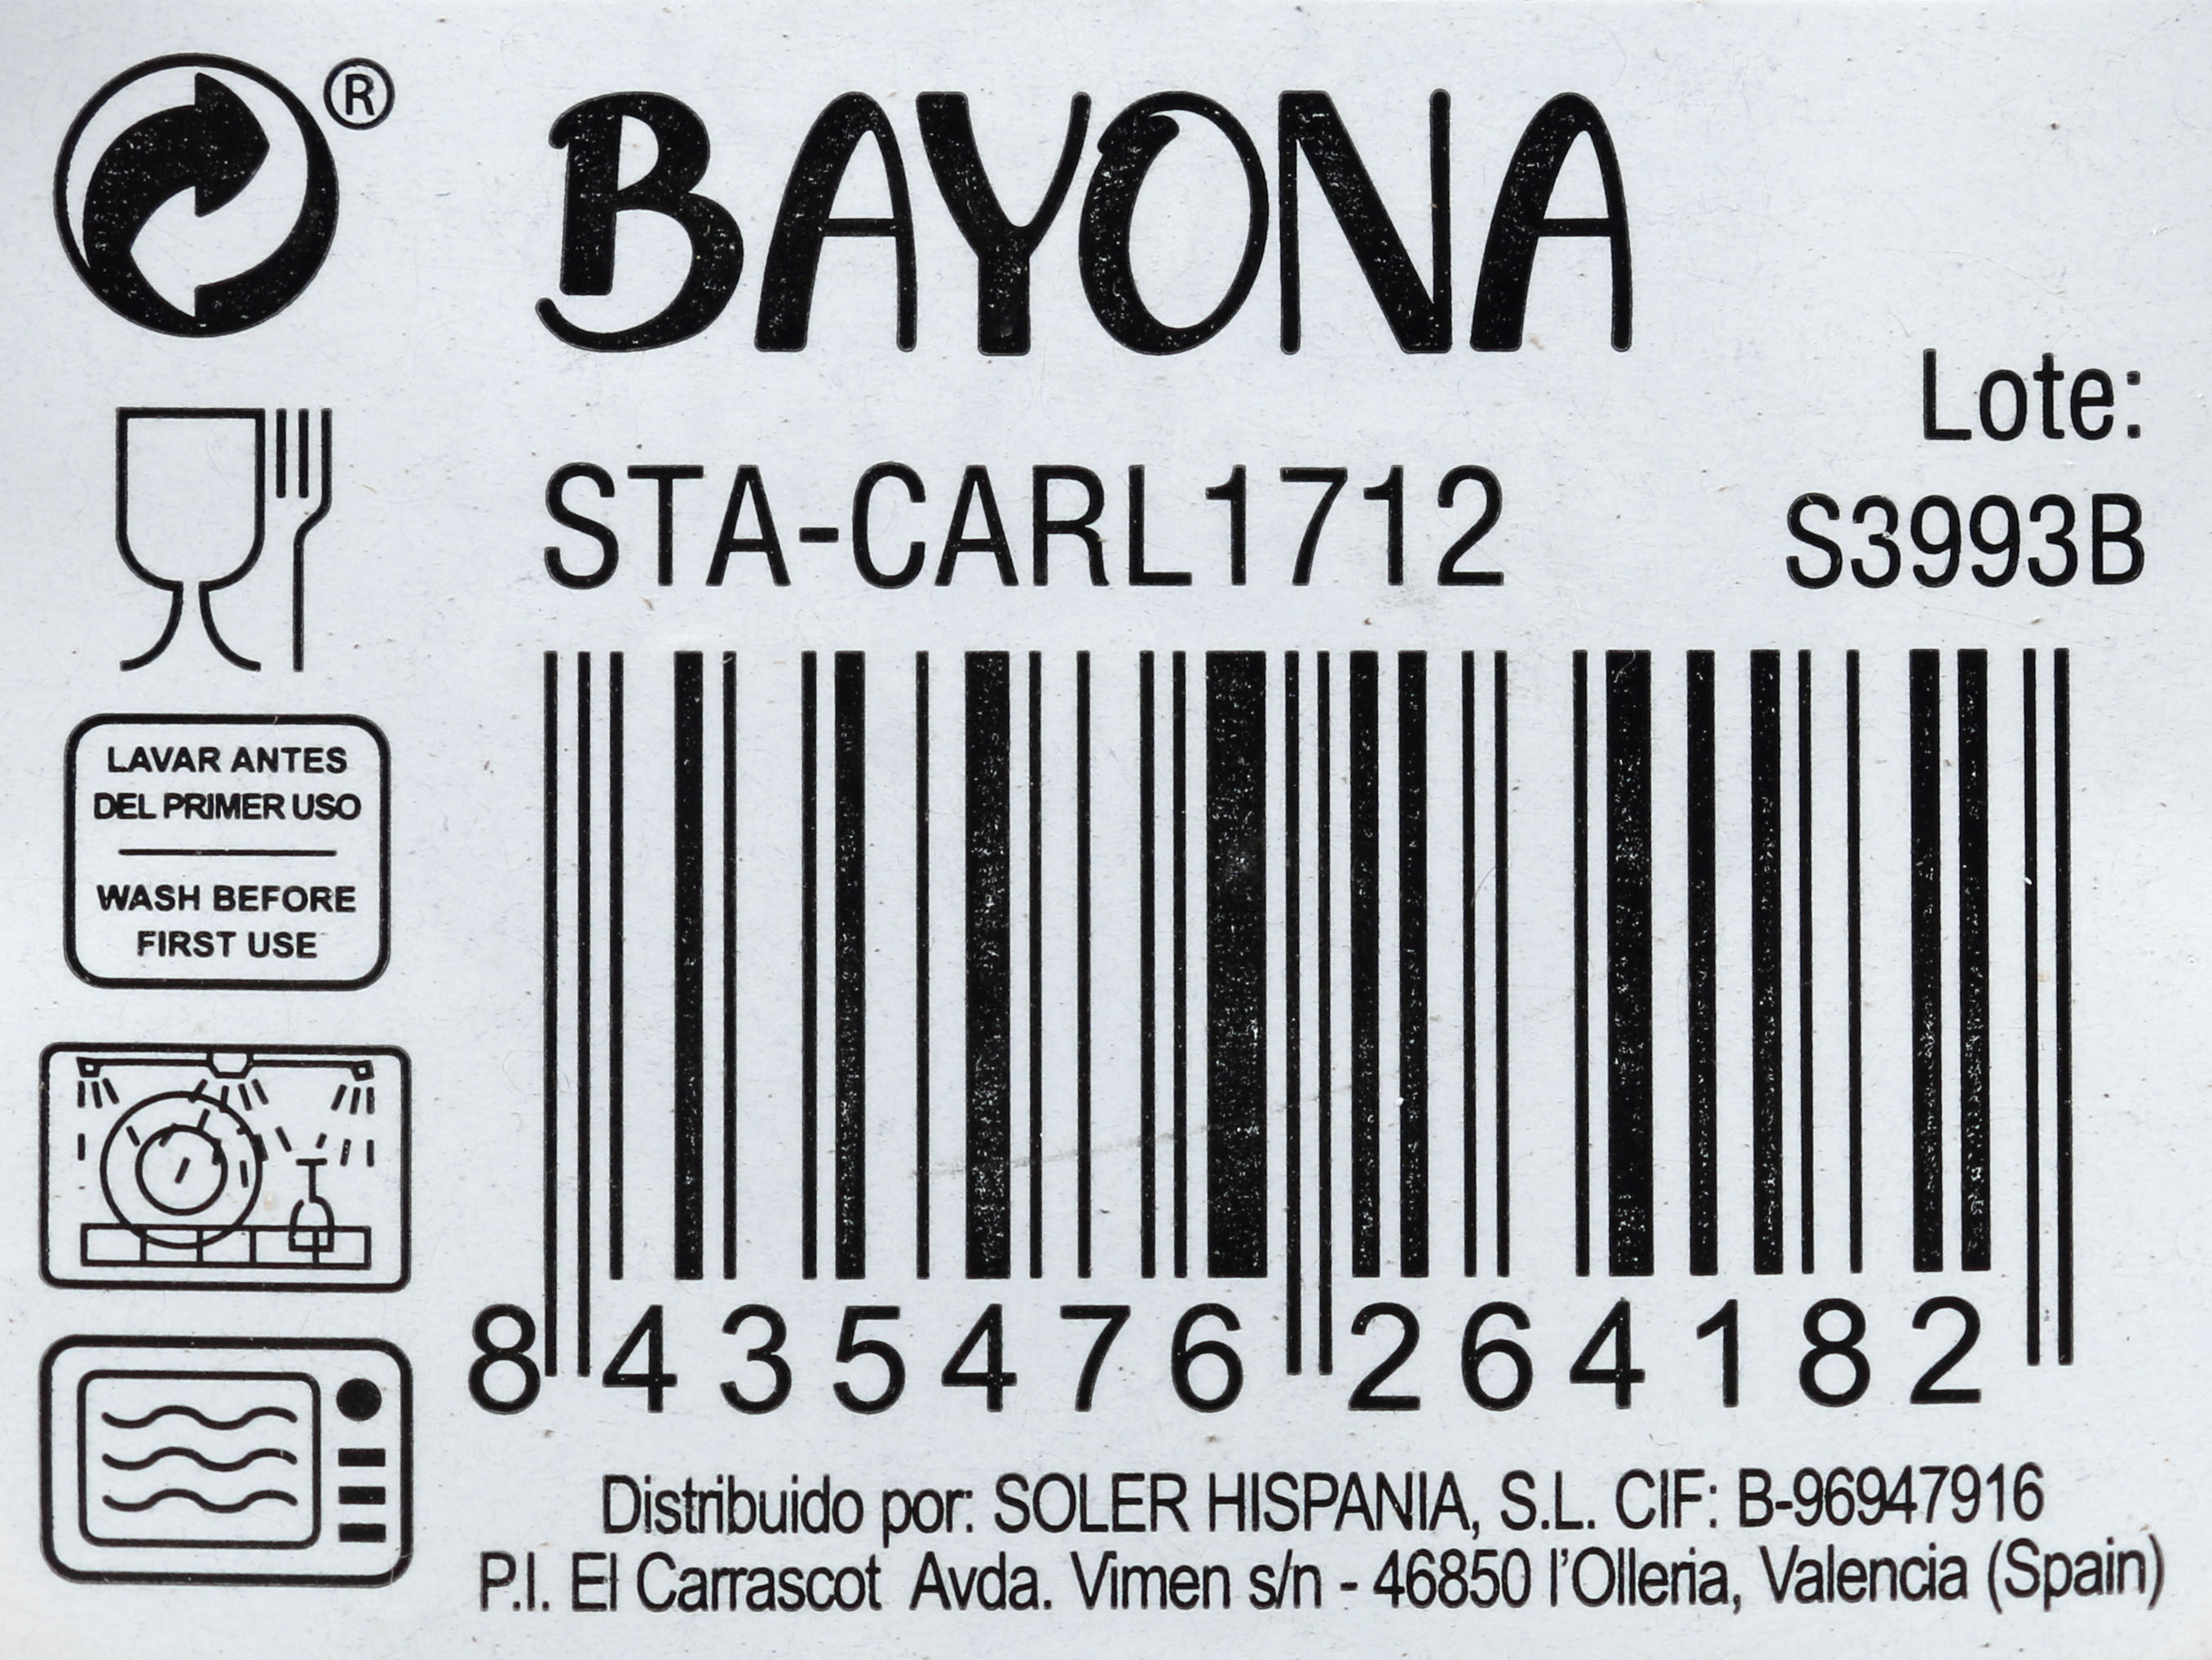 ®
BAYONA
Lote:
S3993B
STA-CARL1712
LAVAR ANTES
DEL PRIMER USO
WASH BEFORE
FIRST USE
8 435476 264182
Distribuido por: SOLER HISPANIA, S.L. CIF: B-96947916
P.I. El Carrascot Avda. Vimen s/n - 46850 l'Olleria, Valencia (Spain)